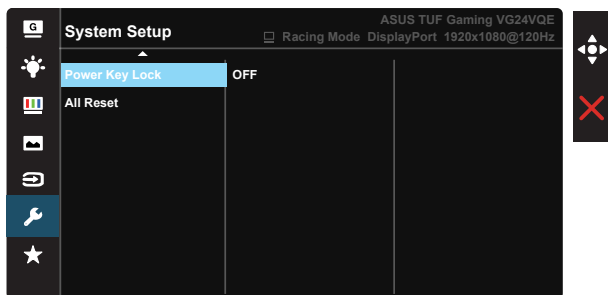 G
System Setup
ASUS TUF Gaming VG24VQE
Racing Mode DisplayPort 1920x1080@120Hz
Power Key Lock OFF
All Reset